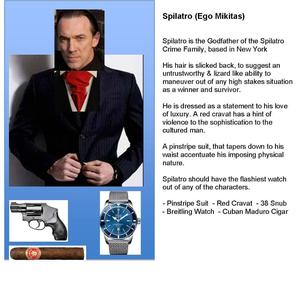 Spilatro (Ego Mikitas)
Spilatro is the Godfather of the Spilatro
Crime Family, based in New York
His hair is slicked back, to suggest an
untrustworthy & lizard like ability to
maneuver out of any high stakes situation
as a winner and survivor.
He is dressed as a statement to his love
of luxury. A red cravat has a hint of
violence to the sophistication to the
cultured man.
A pinstripe suit, that tapers down to his
waist accentuate his imposing physical
nature.
Spilatro should have the flashiest watch
out of any of the characters.
- Pinstripe Suit - Red Cravat - 38 Snub
- Breitling Watch - Cuban Maduro Cigar